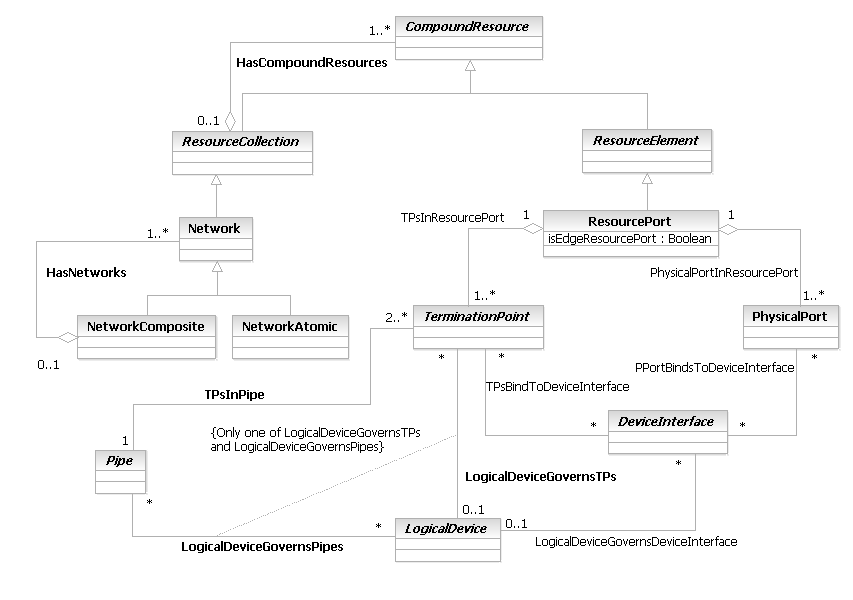 CompoundResource
1..*
HasCompoundResources
0..1
ResourceCollection
ResourceElement
TPsInResourcePort
1
ResourcePort
1
isEdgeResourcePort : Boolean
Network
1..*
HasNetworks
PhysicalPortInResourcePort
1..*
1..*
NetworkComposite
NetworkAtomic
2..*
TerminationPoint
PhysicalPort
0..1
*
*
*
PPortBindsToDeviceInterface
TPsBindToDeviceInterface
TPsInPipe
DeviceInterface
*
*
{Only one of LogicalDeviceGovernsTPs
and LogicalDeviceGovernsPipes}
1
Pipe
*
LogicalDeviceGovernsTPs
*
0..1
*
LogicalDevice
0..1
LogicalDeviceGovernsPipes
LogicalDeviceGovernsDeviceInterface